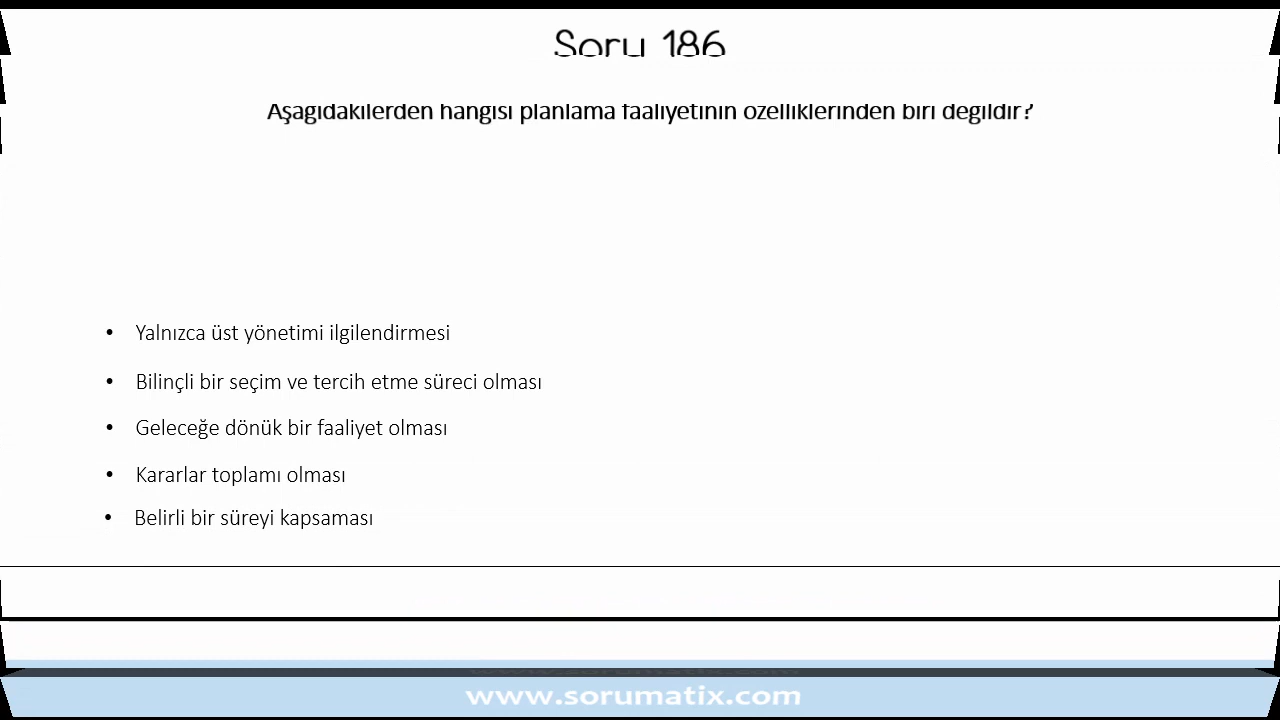 Soru 186
Aşağıdakilerden hangisi planlama faaliyetinin özelliklerinden biri değildir?
• Yalnızca üst yönetimi ilgilendirmesi
• Bilinçli bir seçim ve tercih etme süreci olması
• Geleceğe dönük bir faaliyet olması
• Kararlar toplamı olması
• Belirli bir süreyi kapsaması
www.sorumatix.com